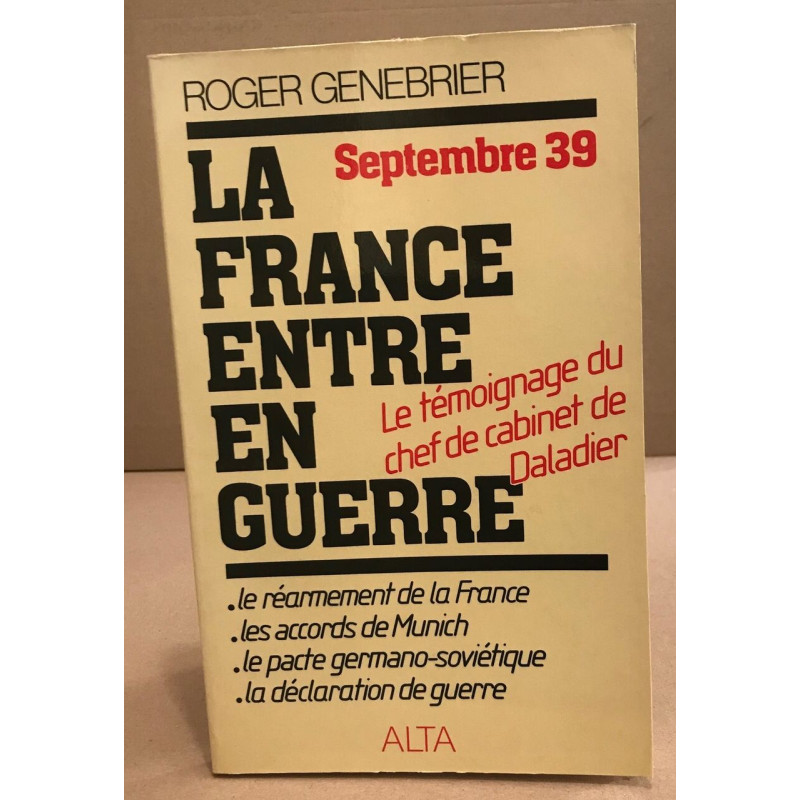 ROGER GENEBRIER
Septembre 39
LA
FRANCE
ENTRE
EN
GUERRE
Le témoignage du
chef de cabinet de
Daladier
.le réarmement de la France
.les accords de Munich
.le pacte germano-soviétique
.la déclaration de guerre
ALTA